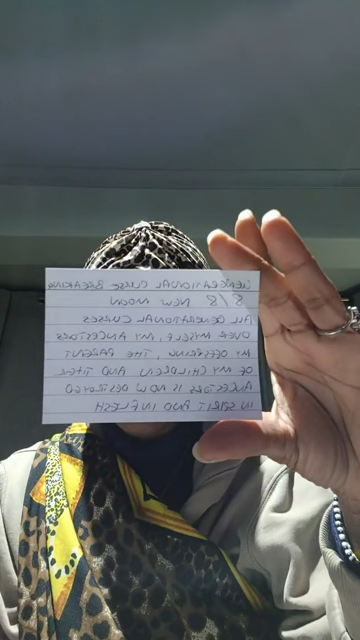 GENERATIONAL CURSE BREAKING
8/8 NEW MOON
ALL GENERATIONAL CURSES
OVER MYSELF, MY ANCESTORS
MY OFFSPRING, THE PARENT
OF MY CHILDREN AND THEIR
ANCESTORS IS NOW DESTROYED
IN SPIRIT AND IN FLESH